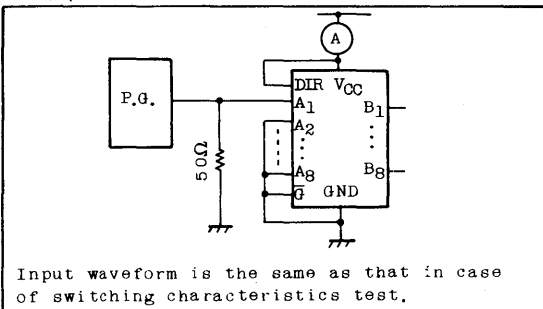 A
DIR VCC
P.G.
A1
B1
A2
50Ω
A8
B8
G̅ GND
Input waveform is the same as that in case
of switching characteristics test.